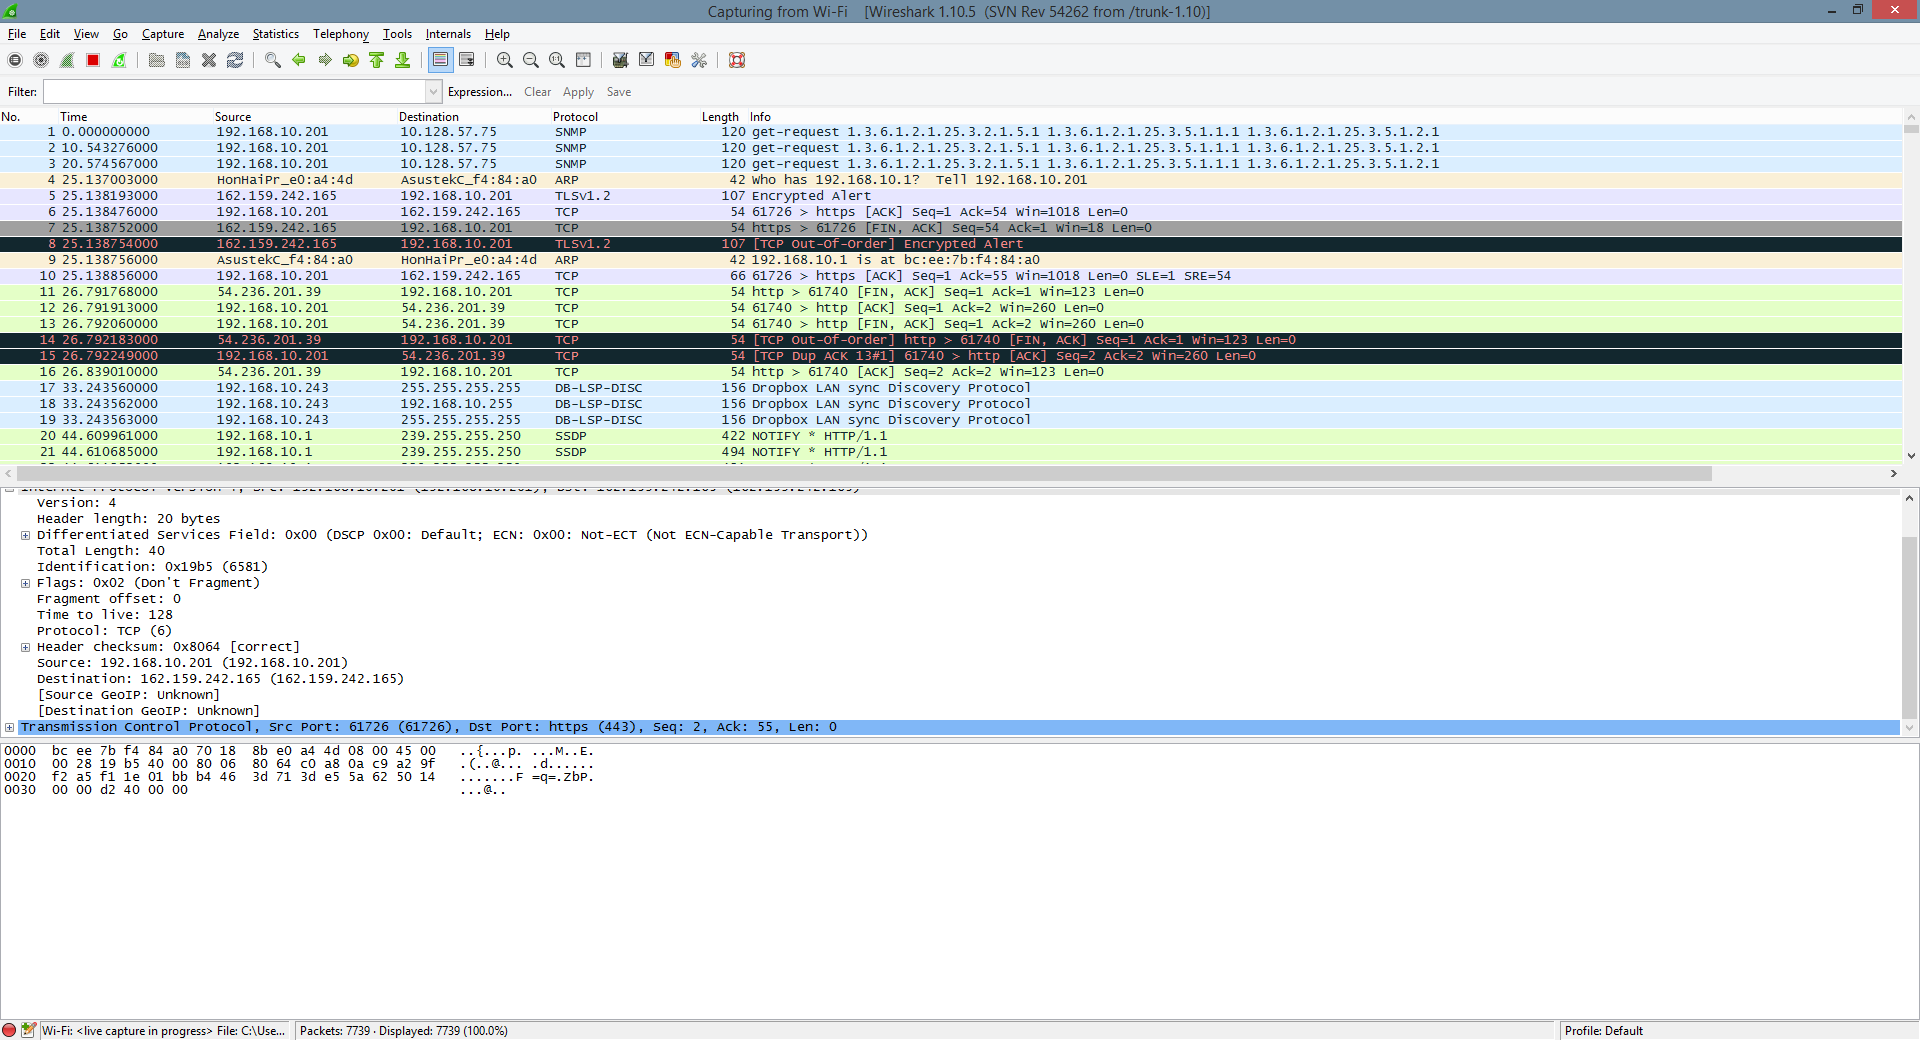 Capturing from Wi-Fi [Wireshark 1.10.5 (SVN Rev 54262 from /trunk-1.10)]
File Edit View Go Capture Analyze Statistics Telephony Tools Internals Help
Filter: Expression... Clear Apply Save
No. Time Source Destination Protocol Length Info
1 0.000000000 192.168.10.201 10.128.57.75 SNMP 120 get-request 1.3.6.1.2.1.25.3.2.1.5.1 1.3.6.1.2.1.25.3.5.1.1.1 1.3.6.1.2.1.25.3.5.1.2.1
2 10.543276000 192.168.10.201 10.128.57.75 SNMP 120 get-request 1.3.6.1.2.1.25.3.2.1.5.1 1.3.6.1.2.1.25.3.5.1.1.1 1.3.6.1.2.1.25.3.5.1.2.1
3 20.574567000 192.168.10.201 10.128.57.75 SNMP 120 get-request 1.3.6.1.2.1.25.3.2.1.5.1 1.3.6.1.2.1.25.3.5.1.1.1 1.3.6.1.2.1.25.3.5.1.2.1
4 25.137003000 HonHaiPr_e0:a4:4d AsustekC_f4:84:a0 ARP 42 Who has 192.168.10.1? Tell 192.168.10.201
5 25.138193000 162.159.242.165 192.168.10.201 TLSv1.2 107 Encrypted Alert
6 25.138476000 192.168.10.201 162.159.242.165 TCP 54 61726 > https [ACK] Seq=1 Ack=54 Win=1018 Len=0
7 25.138752000 162.159.242.165 192.168.10.201 TCP 54 https > 61726 [FIN, ACK] Seq=54 Ack=1 Win=18 Len=0
8 25.138754000 162.159.242.165 192.168.10.201 TLSv1.2 107 [TCP Out-Of-Order] Encrypted Alert
9 25.138756000 AsustekC_f4:84:a0 HonHaiPr_e0:a4:4d ARP 42 192.168.10.1 is at bc:ee:7b:f4:84:a0
10 25.138856000 192.168.10.201 162.159.242.165 TCP 66 61726 > https [ACK] Seq=1 Ack=55 Win=1018 Len=0 SLE=1 SRE=54
11 26.791768000 54.236.201.39 192.168.10.201 TCP 54 http > 61740 [FIN, ACK] Seq=1 Ack=1 Win=123 Len=0
12 26.791913000 192.168.10.201 54.236.201.39 TCP 54 61740 > http [ACK] Seq=1 Ack=2 Win=260 Len=0
13 26.792060000 192.168.10.201 54.236.201.39 TCP 54 61740 > http [FIN, ACK] Seq=1 Ack=2 Win=260 Len=0
14 26.792183000 54.236.201.39 192.168.10.201 TCP 54 [TCP Out-Of-Order] http > 61740 [FIN, ACK] Seq=1 Ack=1 Win=123 Len=0
15 26.792249000 192.168.10.201 54.236.201.39 TCP 54 [TCP Dup ACK 13#1] 61740 > http [ACK] Seq=2 Ack=2 Win=260 Len=0
16 26.839010000 54.236.201.39 192.168.10.201 TCP 54 http > 61740 [ACK] Seq=2 Ack=2 Win=123 Len=0
17 33.243560000 192.168.10.243 255.255.255.255 DB-LSP-DISC 156 Dropbox LAN sync Discovery Protocol
18 33.243562000 192.168.10.243 192.168.10.255 DB-LSP-DISC 156 Dropbox LAN sync Discovery Protocol
19 33.243563000 192.168.10.243 255.255.255.255 DB-LSP-DISC 156 Dropbox LAN sync Discovery Protocol
20 44.609961000 192.168.10.1 239.255.255.250 SSDP 422 NOTIFY * HTTP/1.1
21 44.610685000 192.168.10.1 239.255.255.250 SSDP 494 NOTIFY * HTTP/1.1
Version: 4
Header length: 20 bytes
Differentiated Services Field: 0x00 (DSCP 0x00: Default; ECN: 0x00: Not-ECT (Not ECN-Capable Transport))
Total Length: 40
Identification: 0x19b5 (6581)
Flags: 0x02 (Don't Fragment)
Fragment offset: 0
Time to live: 128
Protocol: TCP (6)
Header checksum: 0x8064 [correct]
Source: 192.168.10.201 (192.168.10.201)
Destination: 162.159.242.165 (162.159.242.165)
[Source GeoIP: Unknown]
[Destination GeoIP: Unknown]
Transmission Control Protocol, Src Port: 61726 (61726), Dst Port: https (443), Seq: 2, Ack: 55, Len: 0
0000 bc ee 7b f4 84 a0 70 18 8b e0 a4 4d 08 00 45 00 ..{...p. ...M..E.
0010 00 28 19 b5 40 00 80 06 80 64 c0 a8 0a c9 a2 9f .(..@... .d......
0020 f2 a5 f1 1e 01 bb b4 46 3d 71 3d e5 5a 62 50 14 .......F =q=.ZbP.
0030 00 00 d2 40 00 00 ...@..
Wi-Fi: <live capture in progress> File: C:\Use... Packets: 7739 · Displayed: 7739 (100.0%) Profile: Default